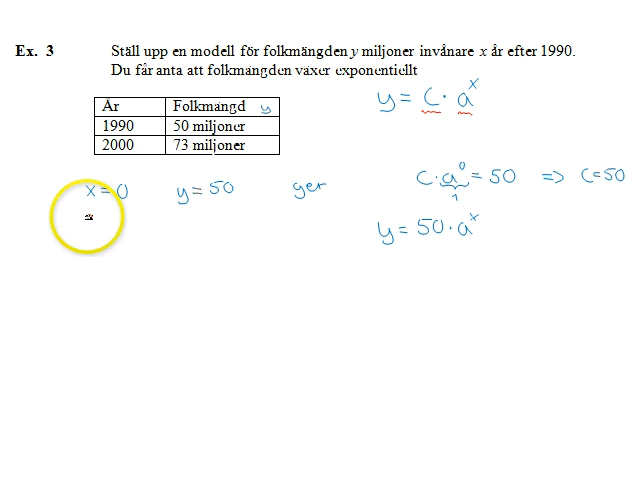 Ex. 3 Ställ upp en modell för folkmängden y miljoner invånare x år efter 1990.
Du får anta att folkmängden växer exponentiellt
y = C · a^x
År Folkmängd y
1990 50 miljoner
2000 73 miljoner
x = 0 y = 50 ger C · a^0 = 50 => C = 50
1
y = 50 · a^x